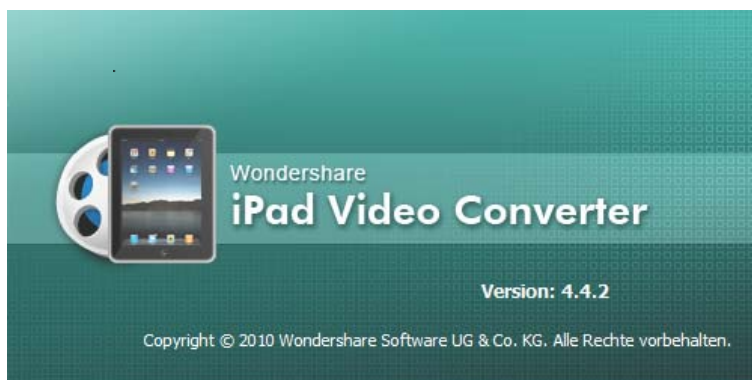 Wondershare
iPad Video Converter
Version: 4.4.2
Copyright © 2010 Wondershare Software UG & Co. KG. Alle Rechte vorbehalten.